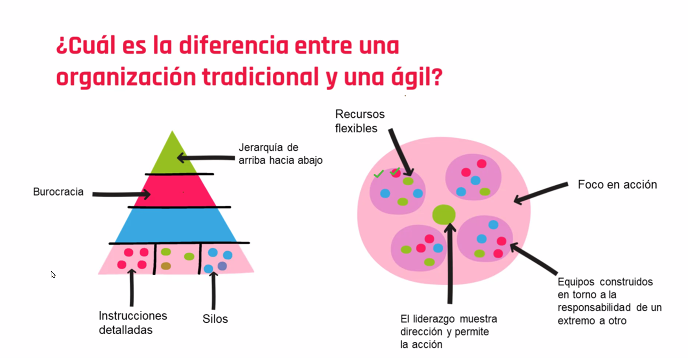 ¿Cuál es la diferencia entre una
organización tradicional y una ágil?
Jerarquía de
arriba hacia abajo
Burocracia
Instrucciones
detalladas
Silos
Recursos
flexibles
Foco en acción
Equipos construidos
en torno a la
responsabilidad de un
extremo a otro
El liderazgo muestra
dirección y permite
la acción